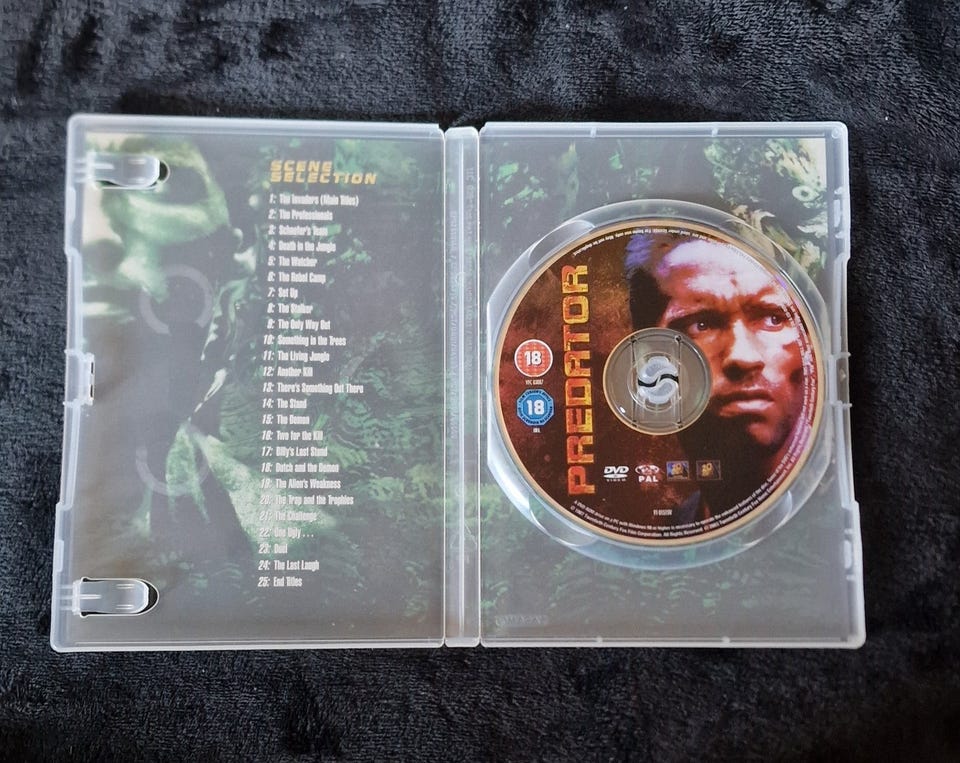 SCENE
SELECTION
1: The Invaders (Main Titles)
2: The Professionals
3: Schaefer's Team
4: Death in the Jungle
5: The Watcher
6: The Rebel Camp
7: Set Up
8: The Stalker
9: The Only Way Out
10: Something in the Trees
11: The Living Jungle
12: Another Kill
13: There's Something Out There
14: The Stand
15: The Demon
16: Two for the Kill
17: Billy's Last Stand
18: Dutch and the Demon
19: The Alien's Weakness
20: The Trap and the Trophies
21: The Challenge
22: One Ugly . . .
23: Duel
24: The Last Laugh
25: End Titles
PREDATOR
18
18
DVD
VIDEO
PAL